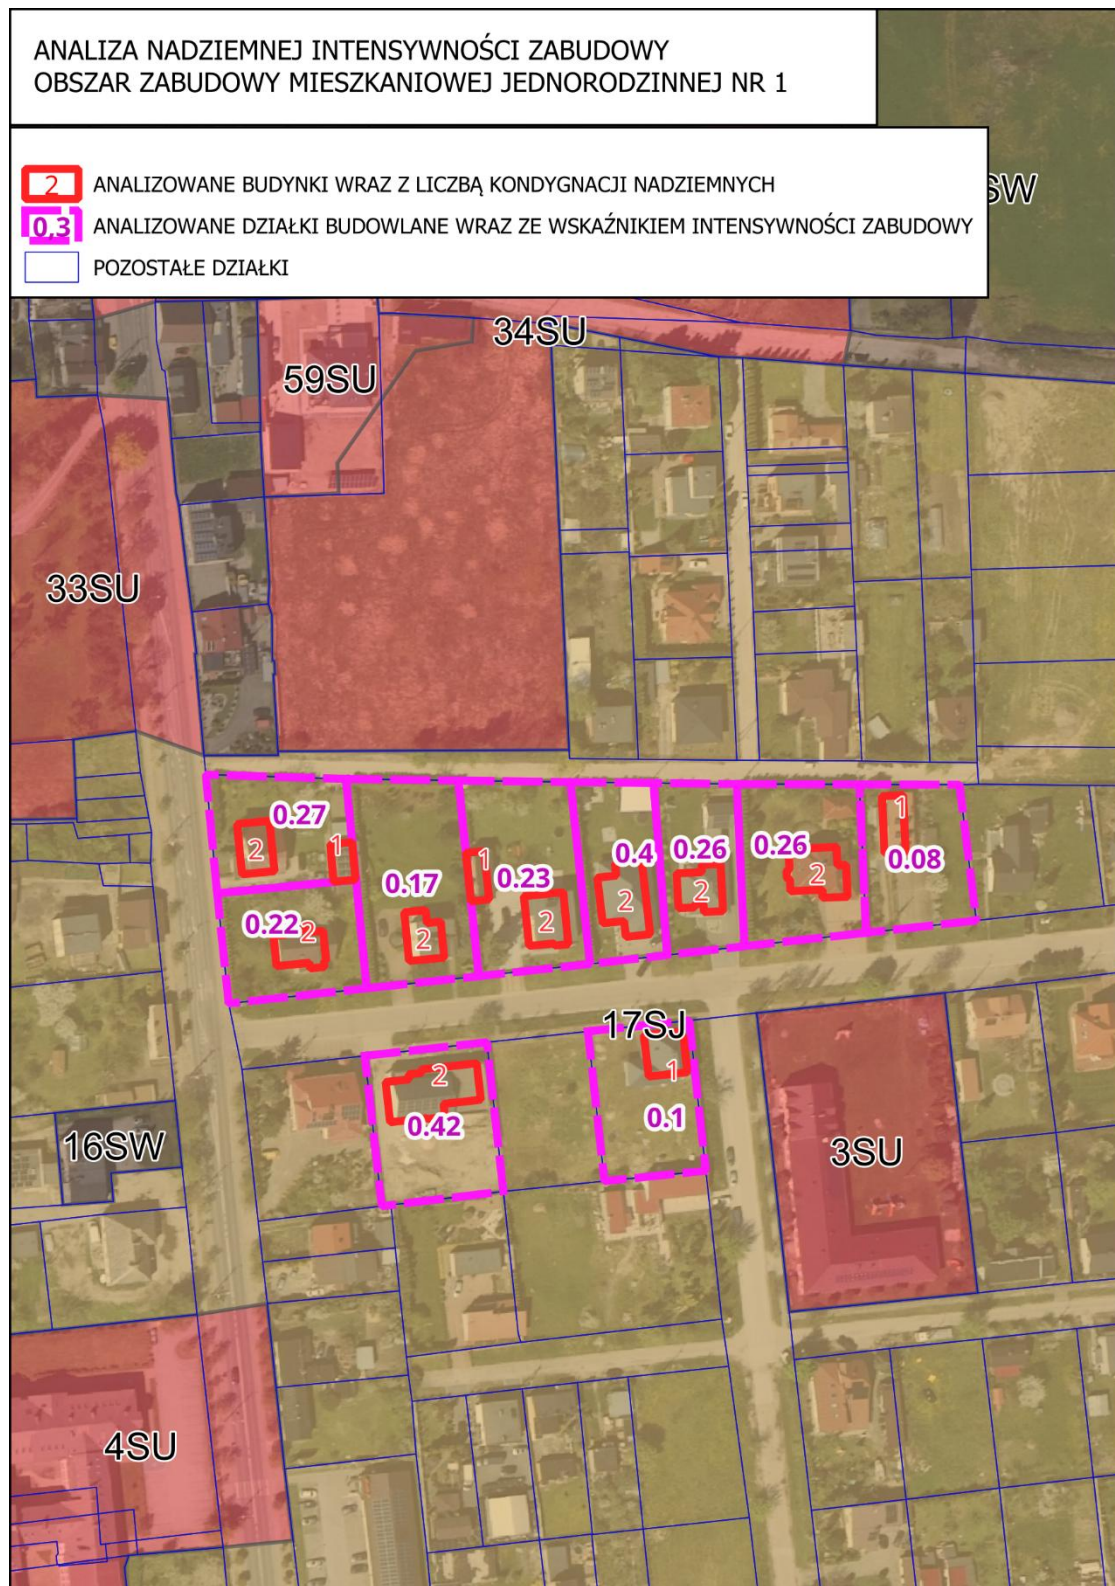 ANALIZA NADZIEMNEJ INTENSYWNOŚCI ZABUDOWY
OBSZAR ZABUDOWY MIESZKANIOWEJ JEDNORODZINNEJ NR 1
2 ANALIZOWANE BUDYNKI WRAZ Z LICZBĄ KONDYGNACJI NADZIEMNYCH
0,3 ANALIZOWANE DZIAŁKI BUDOWLANE WRAZ ZE WSKAŹNIKIEM INTENSYWNOŚCI ZABUDOWY
POZOSTAŁE DZIAŁKI
SW
34SU
59SU
33SU
0.27
2
1
0.17
2
0.22
2
1
0.23
2
0.4
2
0.26
2
0.26
2
1
0.08
17SJ
2
0.42
1
0.1
16SW
3SU
4SU